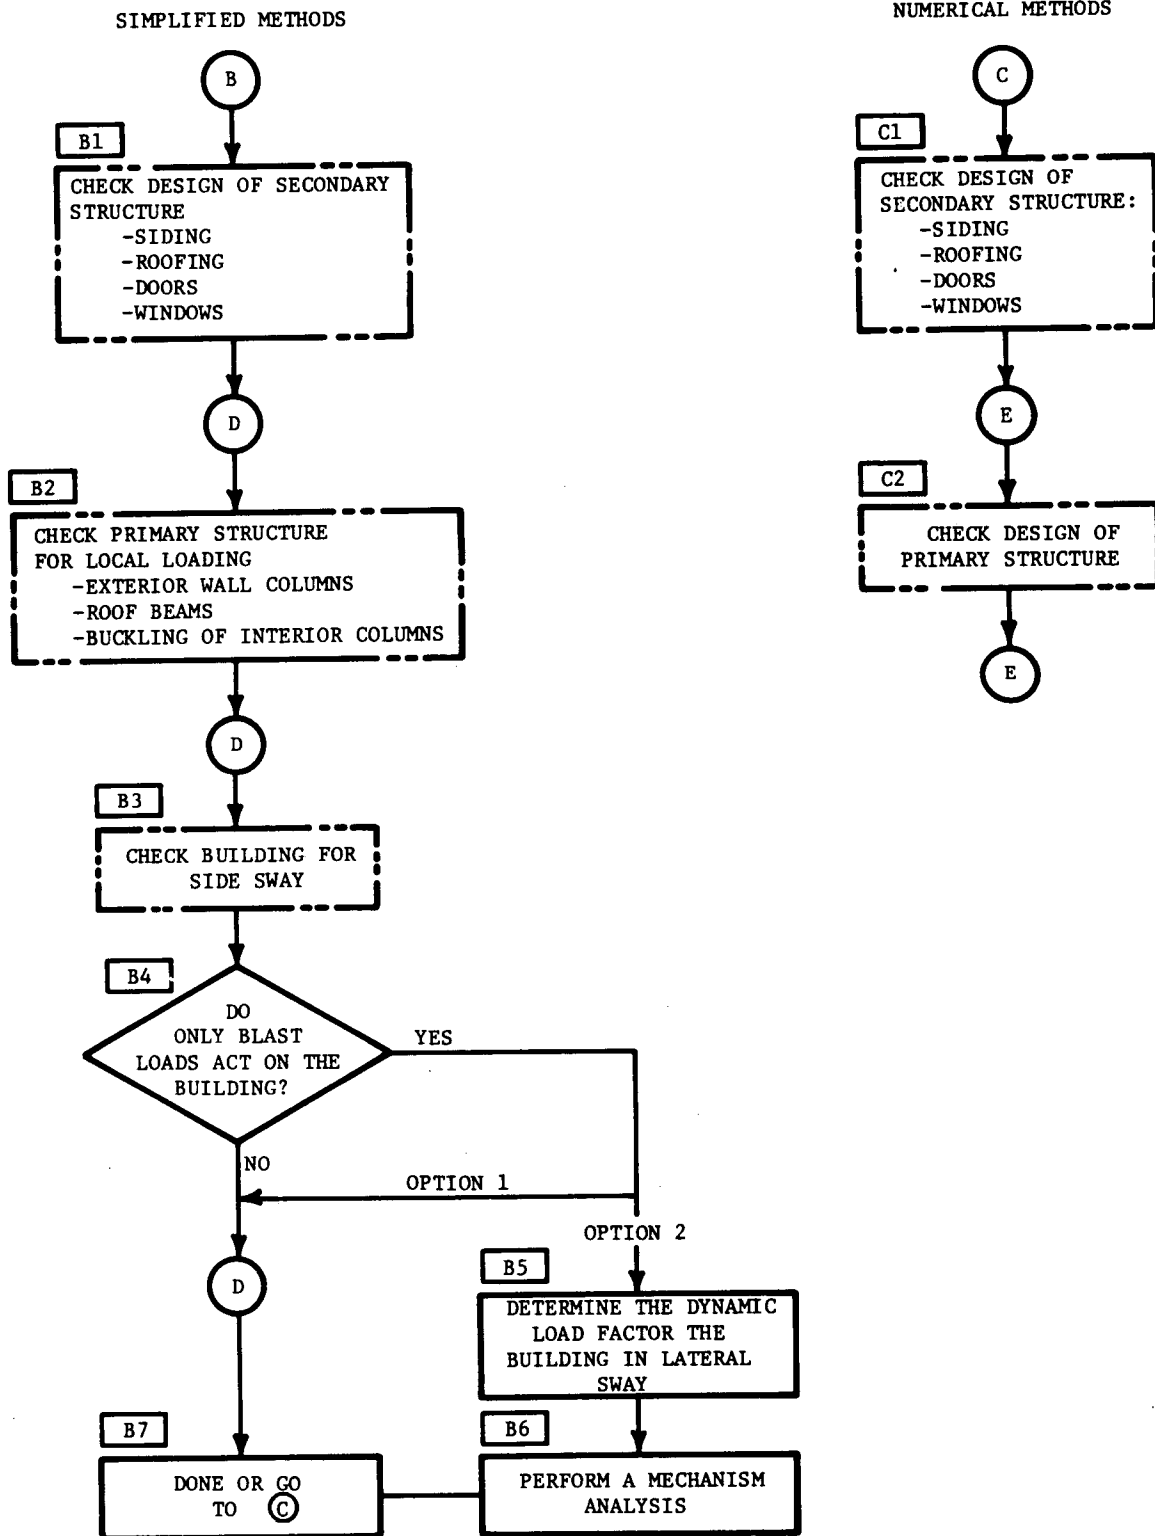 SIMPLIFIED METHODS
B
B1
CHECK DESIGN OF SECONDARY
STRUCTURE
-SIDING
-ROOFING
-DOORS
-WINDOWS
D
B2
CHECK PRIMARY STRUCTURE
FOR LOCAL LOADING
-EXTERIOR WALL COLUMNS
-ROOF BEAMS
-BUCKLING OF INTERIOR COLUMNS
D
B3
CHECK BUILDING FOR
SIDE SWAY
B4
DO
ONLY BLAST
LOADS ACT ON THE
BUILDING?
YES
NO
OPTION 1
OPTION 2
D
B5
DETERMINE THE DYNAMIC
LOAD FACTOR THE
BUILDING IN LATERAL
SWAY
B6
PERFORM A MECHANISM
ANALYSIS
B7
DONE OR GO
TO C
NUMERICAL METHODS
C
C1
CHECK DESIGN OF
SECONDARY STRUCTURE:
-SIDING
-ROOFING
-DOORS
-WINDOWS
E
C2
CHECK DESIGN OF
PRIMARY STRUCTURE
E